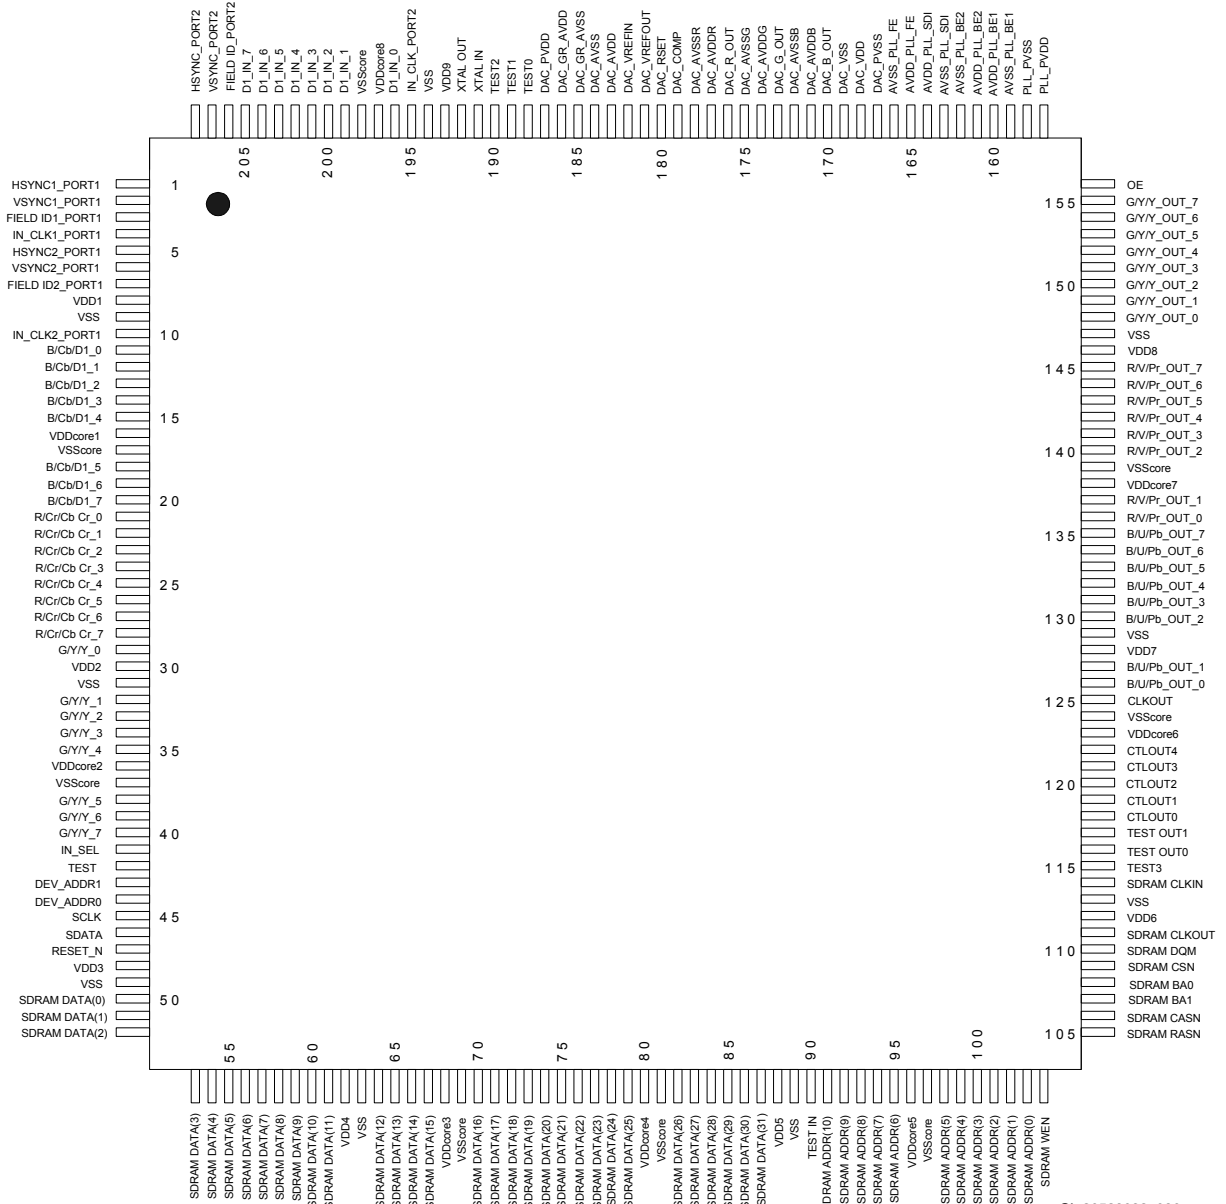 HSYNC_PORT2
VSYNC_PORT2
FIELD ID_PORT2
D1_IN_7
D1_IN_6
D1_IN_5
D1_IN_4
D1_IN_3
D1_IN_2
D1_IN_1
VSScore
VDDcore8
D1_IN_0
IN_CLK_PORT2
VSS
VDD9
XTAL OUT
XTAL IN
TEST2
TEST1
TEST0
DAC_PVDD
DAC_GR_AVDD
DAC_GR_AVSS
DAC_AVSS
DAC_AVDD
DAC_VREFIN
DAC_VREFOUT
DAC_RSET
DAC_COMP
DAC_AVSSR
DAC_AVDDR
DAC_R_OUT
DAC_AVSSG
DAC_AVDDG
DAC_G_OUT
DAC_AVSSB
DAC_AVDDB
DAC_B_OUT
DAC_VSS
DAC_VDD
DAC_PVSS
AVSS_PLL_FE
AVDD_PLL_FE
AVDD_PLL_SDI
AVSS_PLL_SDI
AVSS_PLL_BE2
AVDD_PLL_BE2
AVDD_PLL_BE1
AVSS_PLL_BE1
PLL_PVSS
PLL_PVDD
205
200
195
190
185
180
175
170
165
160
HSYNC1_PORT1
VSYNC1_PORT1
FIELD ID1_PORT1
IN_CLK1_PORT1
HSYNC2_PORT1
VSYNC2_PORT1
FIELD ID2_PORT1
VDD1
VSS
IN_CLK2_PORT1
B/Cb/D1_0
B/Cb/D1_1
B/Cb/D1_2
B/Cb/D1_3
B/Cb/D1_4
VDDcore1
VSScore
B/Cb/D1_5
B/Cb/D1_6
B/Cb/D1_7
R/Cr/Cb Cr_0
R/Cr/Cb Cr_1
R/Cr/Cb Cr_2
R/Cr/Cb Cr_3
R/Cr/Cb Cr_4
R/Cr/Cb Cr_5
R/Cr/Cb Cr_6
R/Cr/Cb Cr_7
G/Y/Y_0
VDD2
VSS
G/Y/Y_1
G/Y/Y_2
G/Y/Y_3
G/Y/Y_4
VDDcore2
VSScore
G/Y/Y_5
G/Y/Y_6
G/Y/Y_7
IN_SEL
TEST
DEV_ADDR1
DEV_ADDR0
SCLK
SDATA
RESET_N
VDD3
VSS
SDRAM DATA(0)
SDRAM DATA(1)
SDRAM DATA(2)
1
5
10
15
20
25
30
35
40
45
50
155
150
145
140
135
130
125
120
115
110
105
OE
G/Y/Y_OUT_7
G/Y/Y_OUT_6
G/Y/Y_OUT_5
G/Y/Y_OUT_4
G/Y/Y_OUT_3
G/Y/Y_OUT_2
G/Y/Y_OUT_1
G/Y/Y_OUT_0
VSS
VDD8
R/V/Pr_OUT_7
R/V/Pr_OUT_6
R/V/Pr_OUT_5
R/V/Pr_OUT_4
R/V/Pr_OUT_3
R/V/Pr_OUT_2
VSScore
VDDcore7
R/V/Pr_OUT_1
R/V/Pr_OUT_0
B/U/Pb_OUT_7
B/U/Pb_OUT_6
B/U/Pb_OUT_5
B/U/Pb_OUT_4
B/U/Pb_OUT_3
B/U/Pb_OUT_2
VSS
VDD7
B/U/Pb_OUT_1
B/U/Pb_OUT_0
CLKOUT
VSScore
VDDcore6
CTLOUT4
CTLOUT3
CTLOUT2
CTLOUT1
CTLOUT0
TEST OUT1
TEST OUT0
TEST3
SDRAM CLKIN
VSS
VDD6
SDRAM CLKOUT
SDRAM DQM
SDRAM CSN
SDRAM BA0
SDRAM BA1
SDRAM CASN
SDRAM RASN
55
60
65
70
75
80
85
90
95
100
SDRAM DATA(3)
SDRAM DATA(4)
SDRAM DATA(5)
SDRAM DATA(6)
SDRAM DATA(7)
SDRAM DATA(8)
SDRAM DATA(9)
SDRAM DATA(10)
SDRAM DATA(11)
VDD4
VSS
SDRAM DATA(12)
SDRAM DATA(13)
SDRAM DATA(14)
SDRAM DATA(15)
VDDcore3
VSScore
SDRAM DATA(16)
SDRAM DATA(17)
SDRAM DATA(18)
SDRAM DATA(19)
SDRAM DATA(20)
SDRAM DATA(21)
SDRAM DATA(22)
SDRAM DATA(23)
SDRAM DATA(24)
SDRAM DATA(25)
VDDcore4
VSScore
SDRAM DATA(26)
SDRAM DATA(27)
SDRAM DATA(28)
SDRAM DATA(29)
SDRAM DATA(30)
SDRAM DATA(31)
VDD5
VSS
TEST IN
DRAM ADDR(10)
SDRAM ADDR(9)
SDRAM ADDR(8)
SDRAM ADDR(7)
SDRAM ADDR(6)
VDDcore5
VSScore
SDRAM ADDR(5)
SDRAM ADDR(4)
SDRAM ADDR(3)
SDRAM ADDR(2)
SDRAM ADDR(1)
SDRAM ADDR(0)
SDRAM WEN